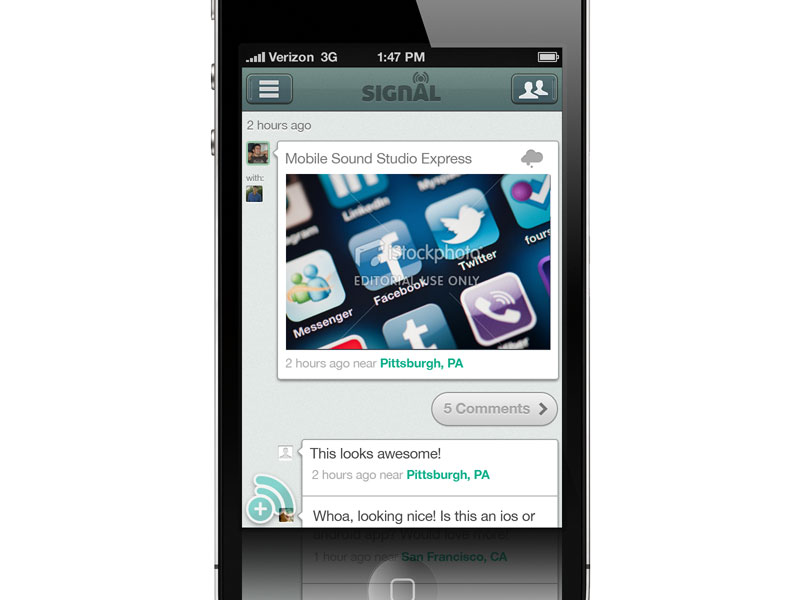 Verizon 3G 1:47 PM
SIGNAL
2 hours ago
Mobile Sound Studio Express
with:
LinkedIn
Facebook
Twitter
Messenger
iStockphoto
EDITORIAL USE ONLY
2 hours ago near Pittsburgh, PA
5 Comments
This looks awesome!
2 hours ago near Pittsburgh, PA
Whoa, looking nice! Is this an ios or
android app? Would love more!
1 hour ago near San Francisco, CA